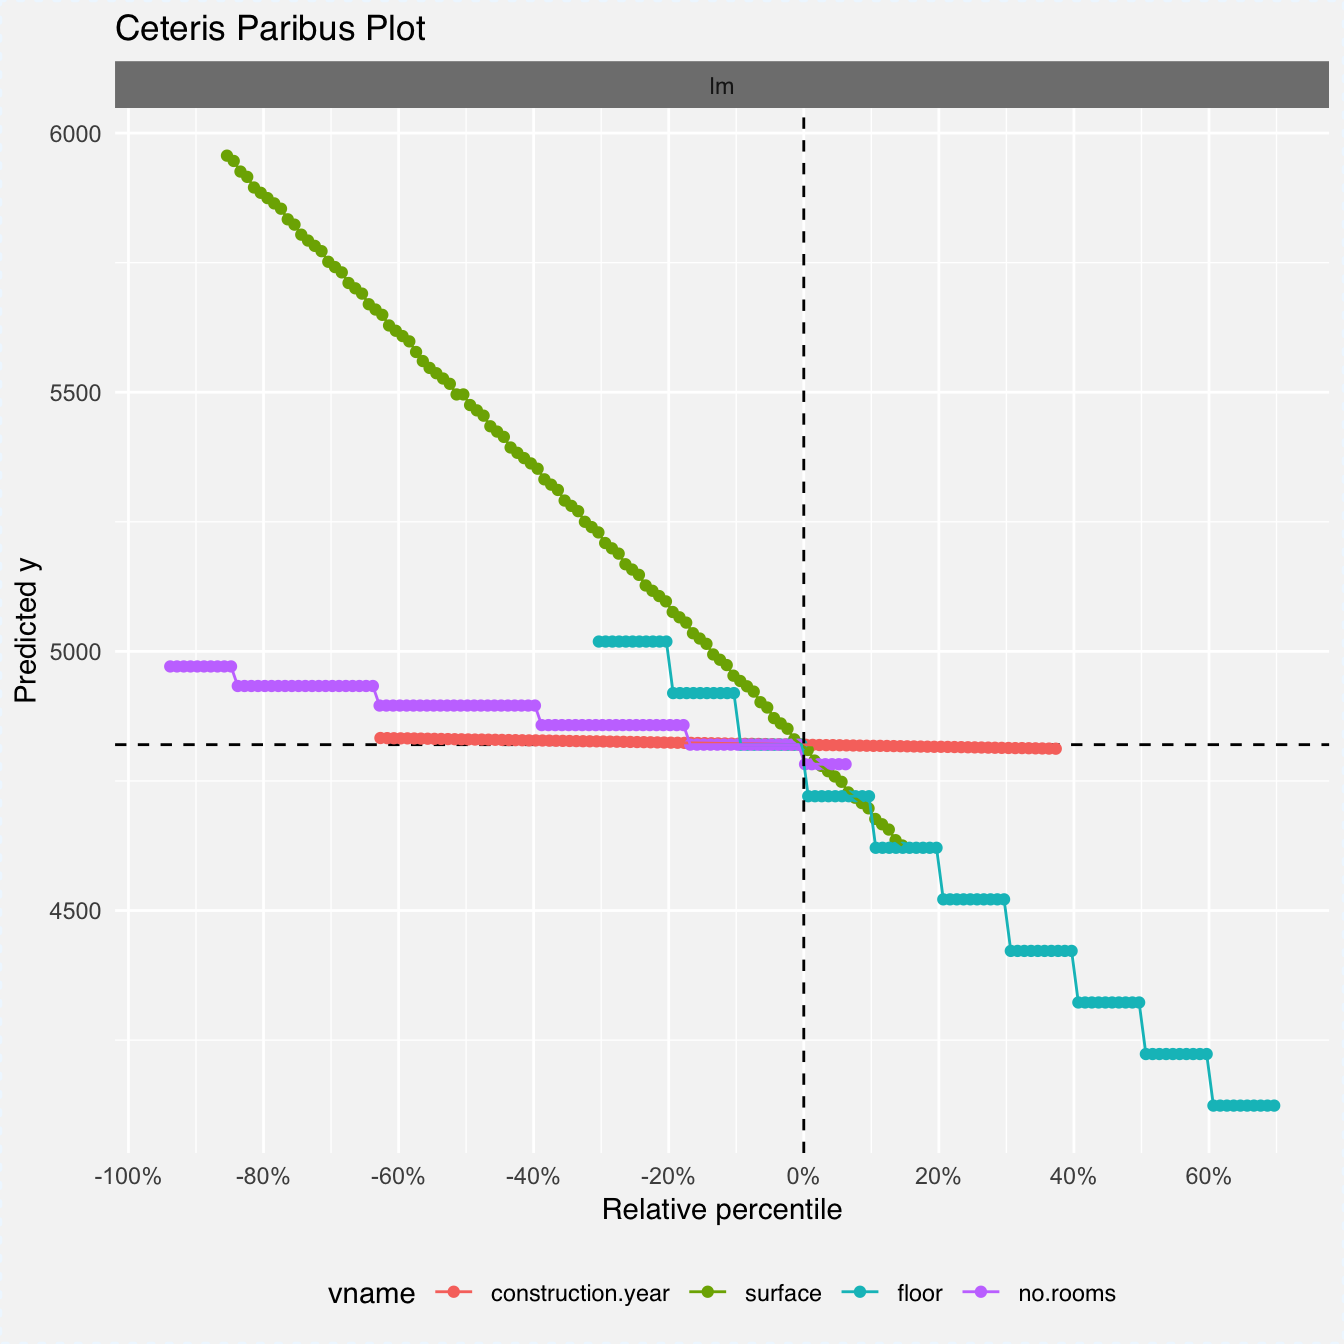 Ceteris Paribus Plot
lm
6000
5500
5000
4500
Predicted y
-100% -80% -60% -40% -20% 0% 20% 40% 60%
Relative percentile
vname construction.year surface floor no.rooms